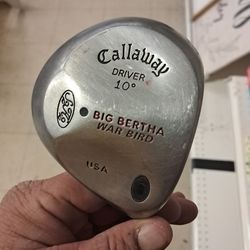 Callaway
DRIVER
10°
BIG BERTHA
WAR BIRD
USA